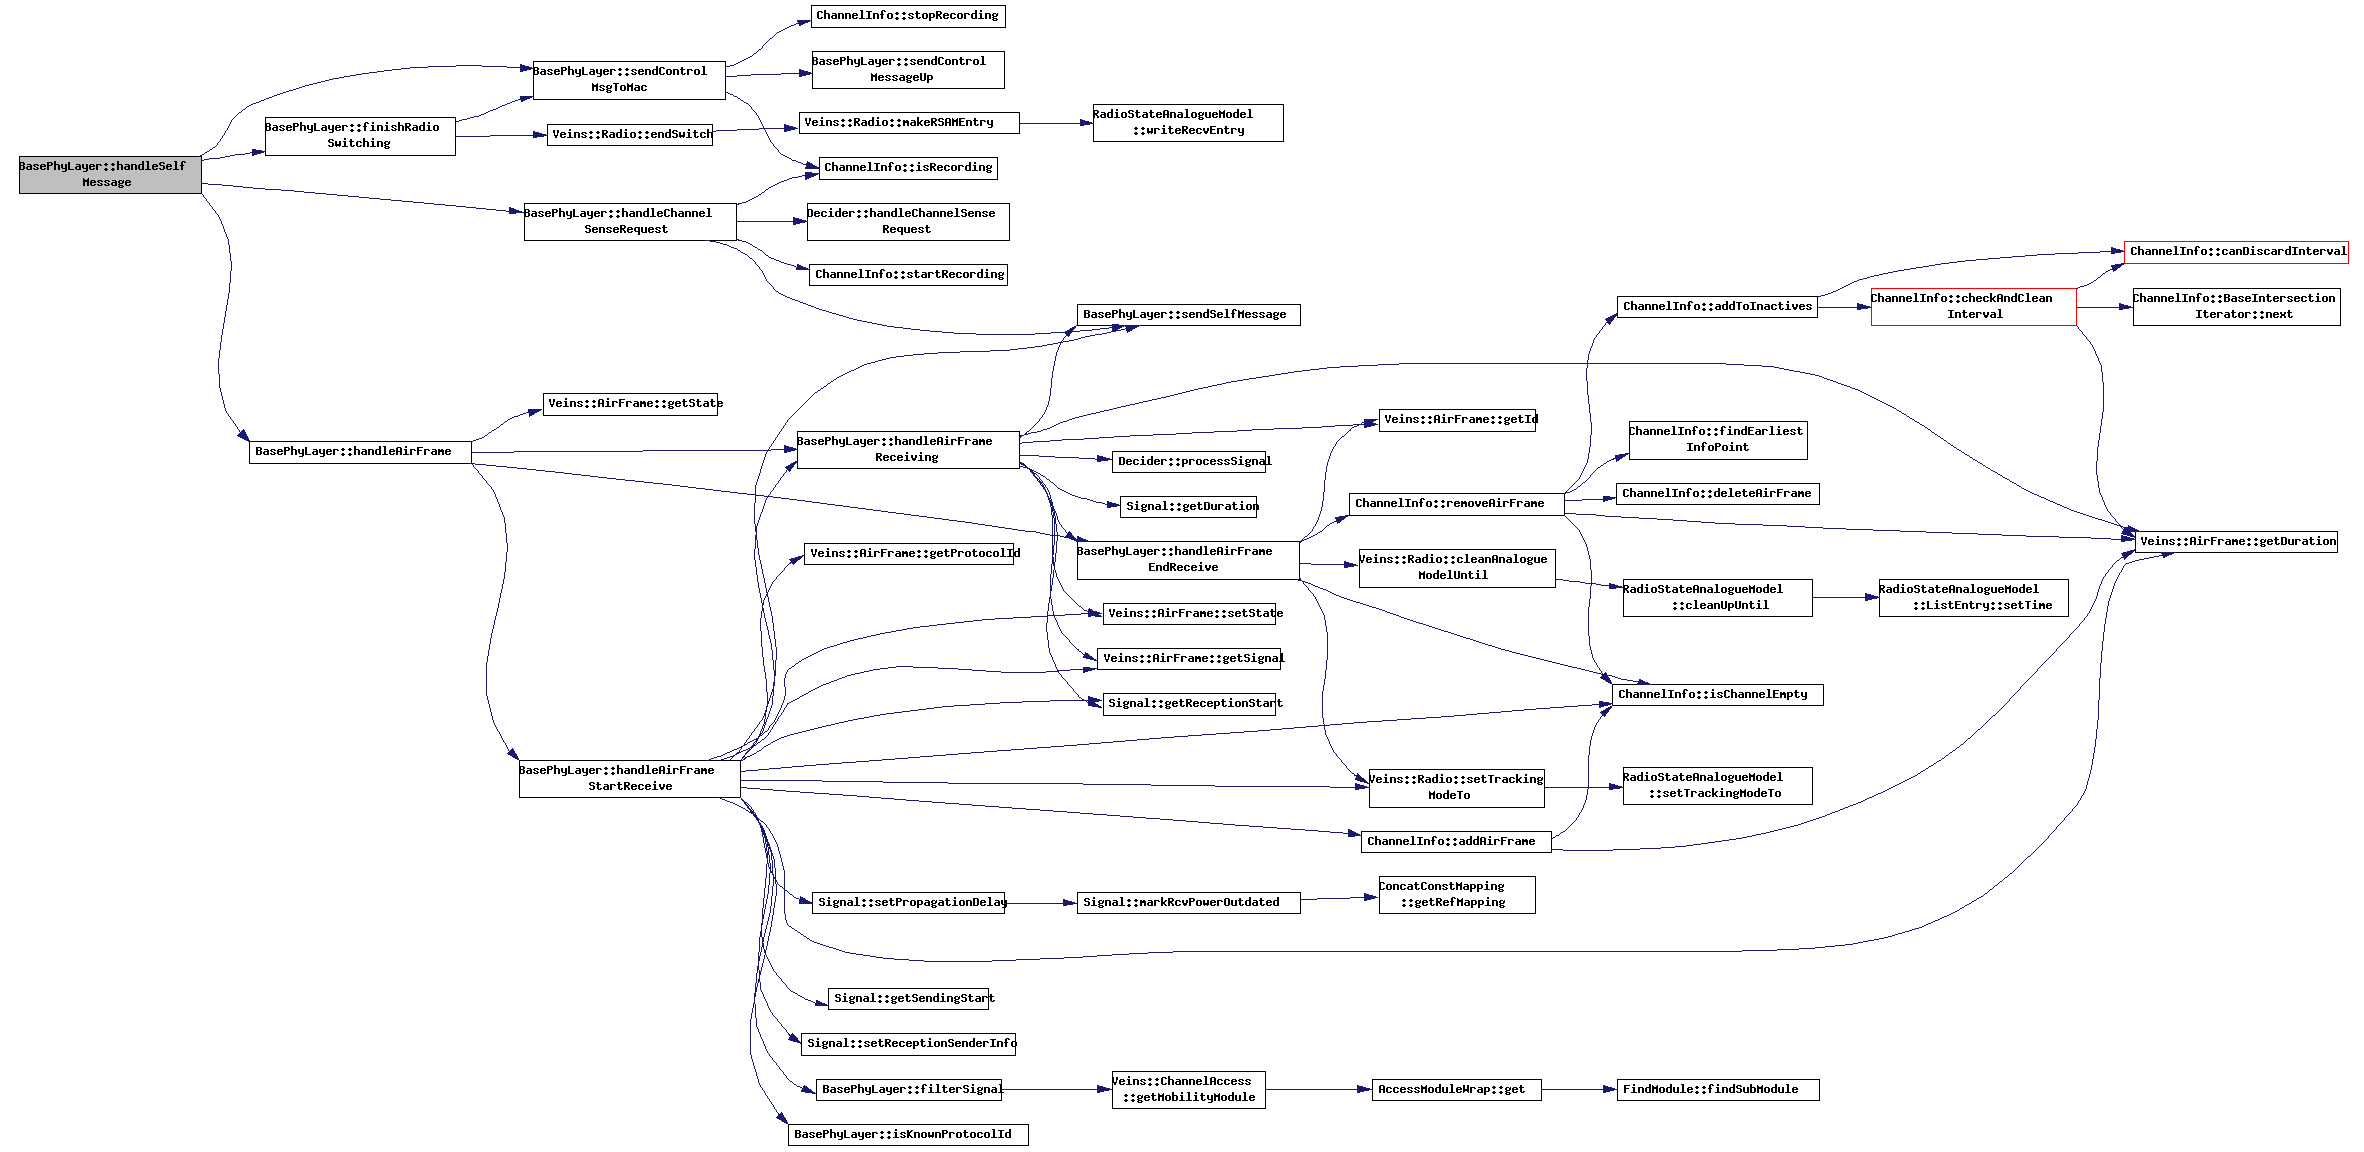 ChannelInfo::stopRecording
BasePhyLayer::sendControl
MessageUp
BasePhyLayer::sendControl
MsgToMac
Veins::Radio::makeRSAMEntry
RadioStateAnalogueModel
::writeRecvEntry
BasePhyLayer::finishRadio
Switching
Veins::Radio::endSwitch
BasePhyLayer::handleSelf
Message
ChannelInfo::isRecording
BasePhyLayer::handleChannel
SenseRequest
Decider::handleChannelSense
Request
ChannelInfo::startRecording
ChannelInfo::canDiscardInterval
BasePhyLayer::sendSelfMessage
ChannelInfo::addToInactives
ChannelInfo::checkAndClean
Interval
ChannelInfo::BaseIntersection
Iterator::next
Veins::AirFrame::getState
Veins::AirFrame::getId
BasePhyLayer::handleAirFrame
BasePhyLayer::handleAirFrame
Receiving
ChannelInfo::findEarliest
InfoPoint
Decider::processSignal
Signal::getDuration
ChannelInfo::removeAirFrame
ChannelInfo::deleteAirFrame
Veins::AirFrame::getProtocolId
BasePhyLayer::handleAirFrame
EndReceive
Veins::Radio::cleanAnalogue
ModelUntil
Veins::AirFrame::getDuration
RadioStateAnalogueModel
::cleanUpUntil
RadioStateAnalogueModel
::ListEntry::setTime
Veins::AirFrame::setState
Veins::AirFrame::getSignal
Signal::getReceptionStart
ChannelInfo::isChannelEmpty
BasePhyLayer::handleAirFrame
StartReceive
Veins::Radio::setTracking
ModeTo
RadioStateAnalogueModel
::setTrackingModeTo
ChannelInfo::addAirFrame
Signal::setPropagationDelay
Signal::markRcvPowerOutdated
ConcatConstMapping
::getRefMapping
Signal::getSendingStart
Signal::setReceptionSenderInfo
BasePhyLayer::filterSignal
Veins::ChannelAccess
::getMobilityModule
AccessModuleWrap::get
FindModule::findSubModule
BasePhyLayer::isKnownProtocolId